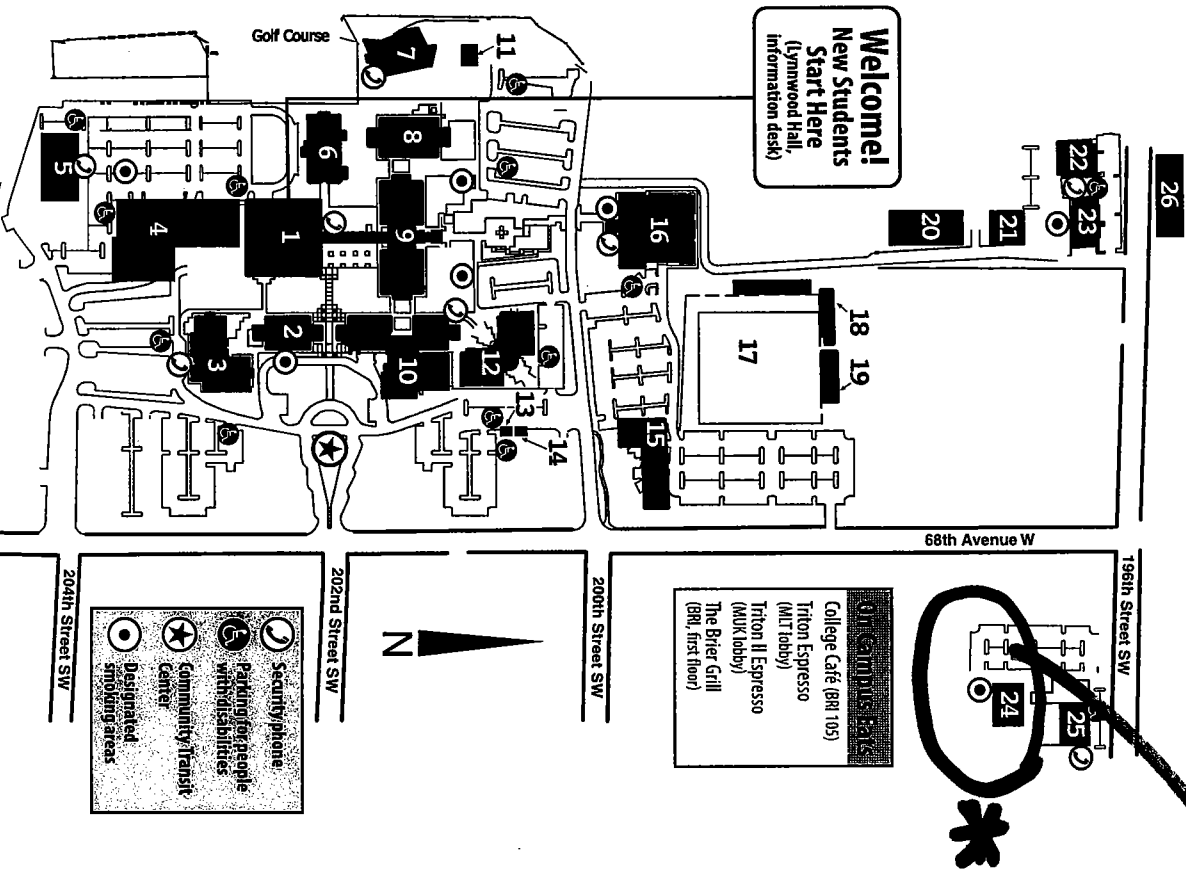 Welcome!
New Students
Start Here
(Lynnwood Hall,
information desk)
Golf Course
11
7
8
6
5
4
1
9
16
22
23
26
20
21
18
19
17
2
3
10
12
13
14
15
68th Avenue W
196th Street SW
200th Street SW
202nd Street SW
204th Street SW
24
25
N
On Campus Eats
College Café (BRI 105)
Triton Espresso
(MLT lobby)
Triton II Espresso
(MUK lobby)
The Brier Grill
(BRI, first floor)
Security phone
Parking for people
with disabilities
Community Transit
Center
Designated
smoking areas